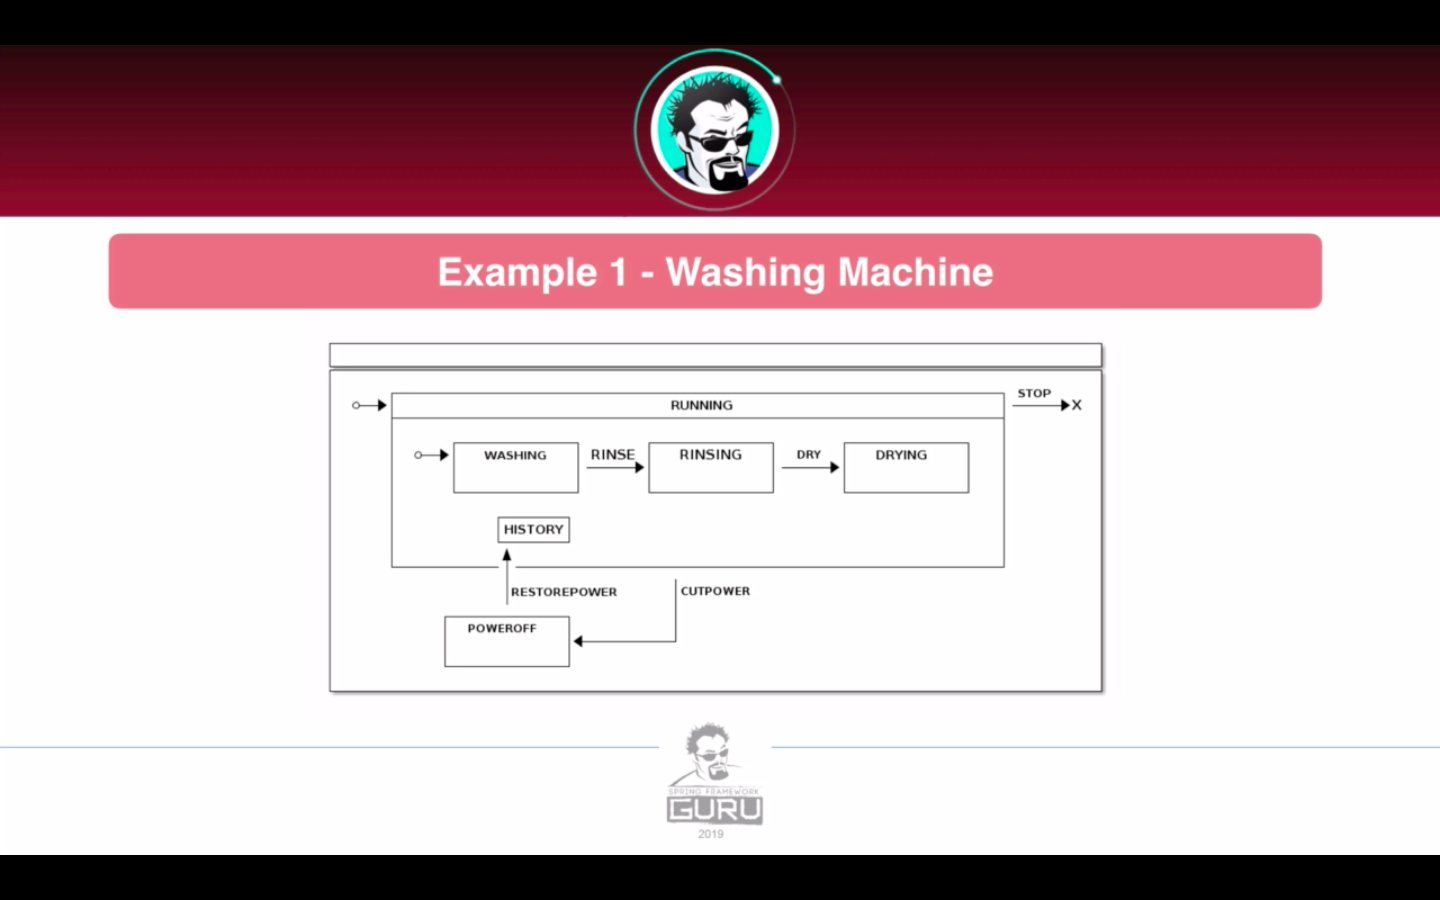 Example 1 - Washing Machine
STOP
X
RUNNING
WASHING
RINSE
RINSING
DRY
DRYING
HISTORY
RESTOREPOWER
CUTPOWER
POWEROFF
SPRING FRAMEWORK
GURU
2019